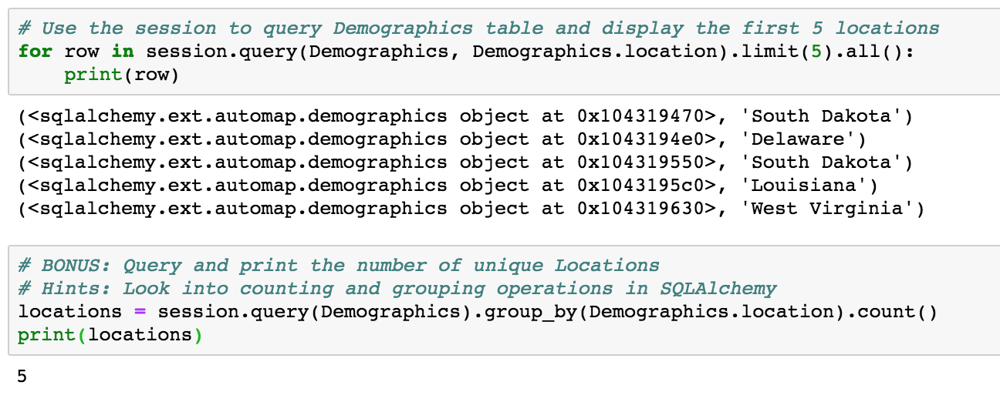 # Use the session to query Demographics table and display the first 5 locations
for row in session.query(Demographics, Demographics.location).limit(5).all():
    print(row)
(<sqlalchemy.ext.automap.demographics object at 0x104319470>, 'South Dakota')
(<sqlalchemy.ext.automap.demographics object at 0x1043194e0>, 'Delaware')
(<sqlalchemy.ext.automap.demographics object at 0x104319550>, 'South Dakota')
(<sqlalchemy.ext.automap.demographics object at 0x1043195c0>, 'Louisiana')
(<sqlalchemy.ext.automap.demographics object at 0x104319630>, 'West Virginia')
# BONUS: Query and print the number of unique Locations
# Hints: Look into counting and grouping operations in SQLAlchemy
locations = session.query(Demographics).group_by(Demographics.location).count()
print(locations)
5